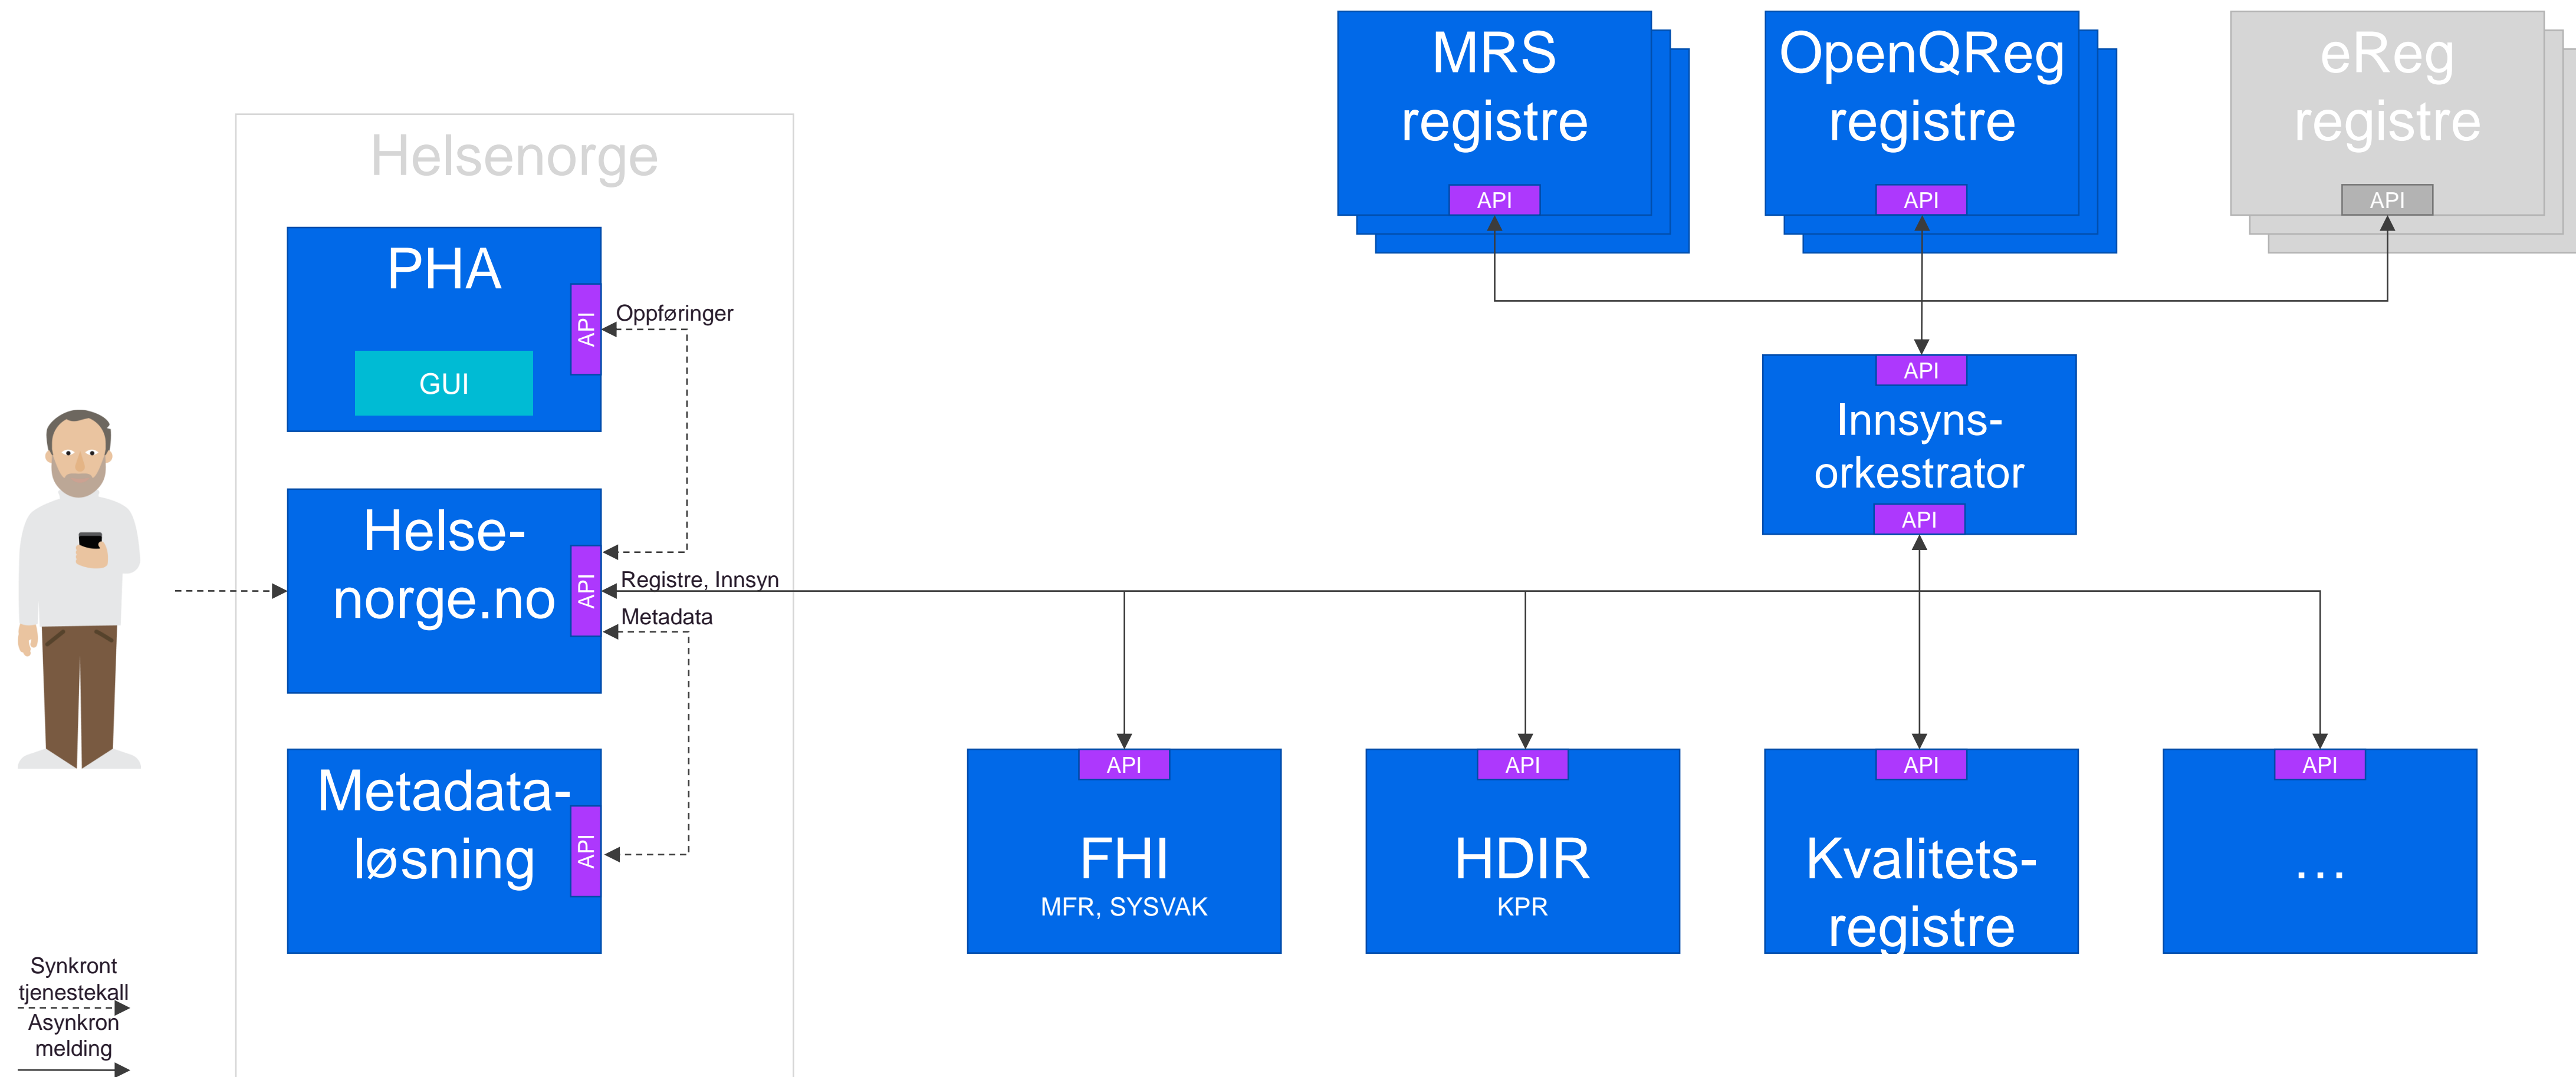 MRS
registre
API
OpenQReg
registre
API
eReg
registre
API
Helsenorge
PHA
API
GUI
Oppføringer
Helse-
norge.no
API
Registre, Innsyn
Metadata
Metadata-
løsning
API
API
Innsyns-
orkestrator
API
API
FHI
MFR, SYSVAK
API
HDIR
KPR
API
Kvalitets-
registre
API
...
Synkront
tjenestekall
Asynkron
melding